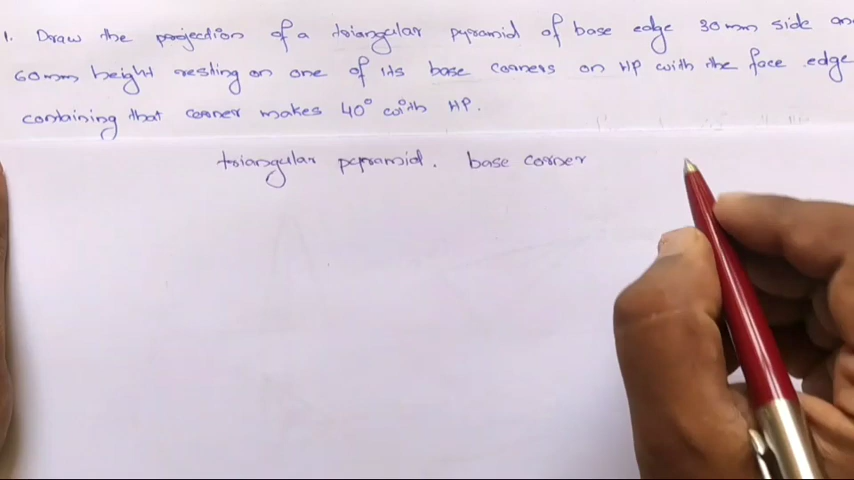 1. Draw the projection of a triangular pyramid of base edge 30mm side an
60mm height resting on one of its base corners on HP with the face edge
containing that corner makes 40° with HP.
triangular pyramid. base corner